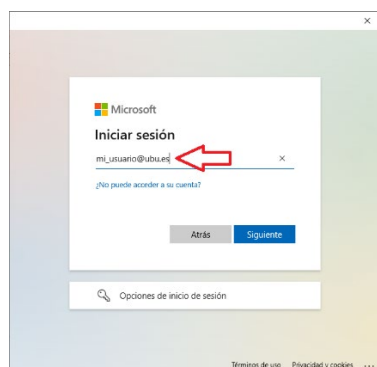 Microsoft
Iniciar sesión
mi_usuario@ubu.es
¿No puede acceder a su cuenta?
Atrás Siguiente
Opciones de inicio de sesión
Términos de uso Privacidad y cookies ...